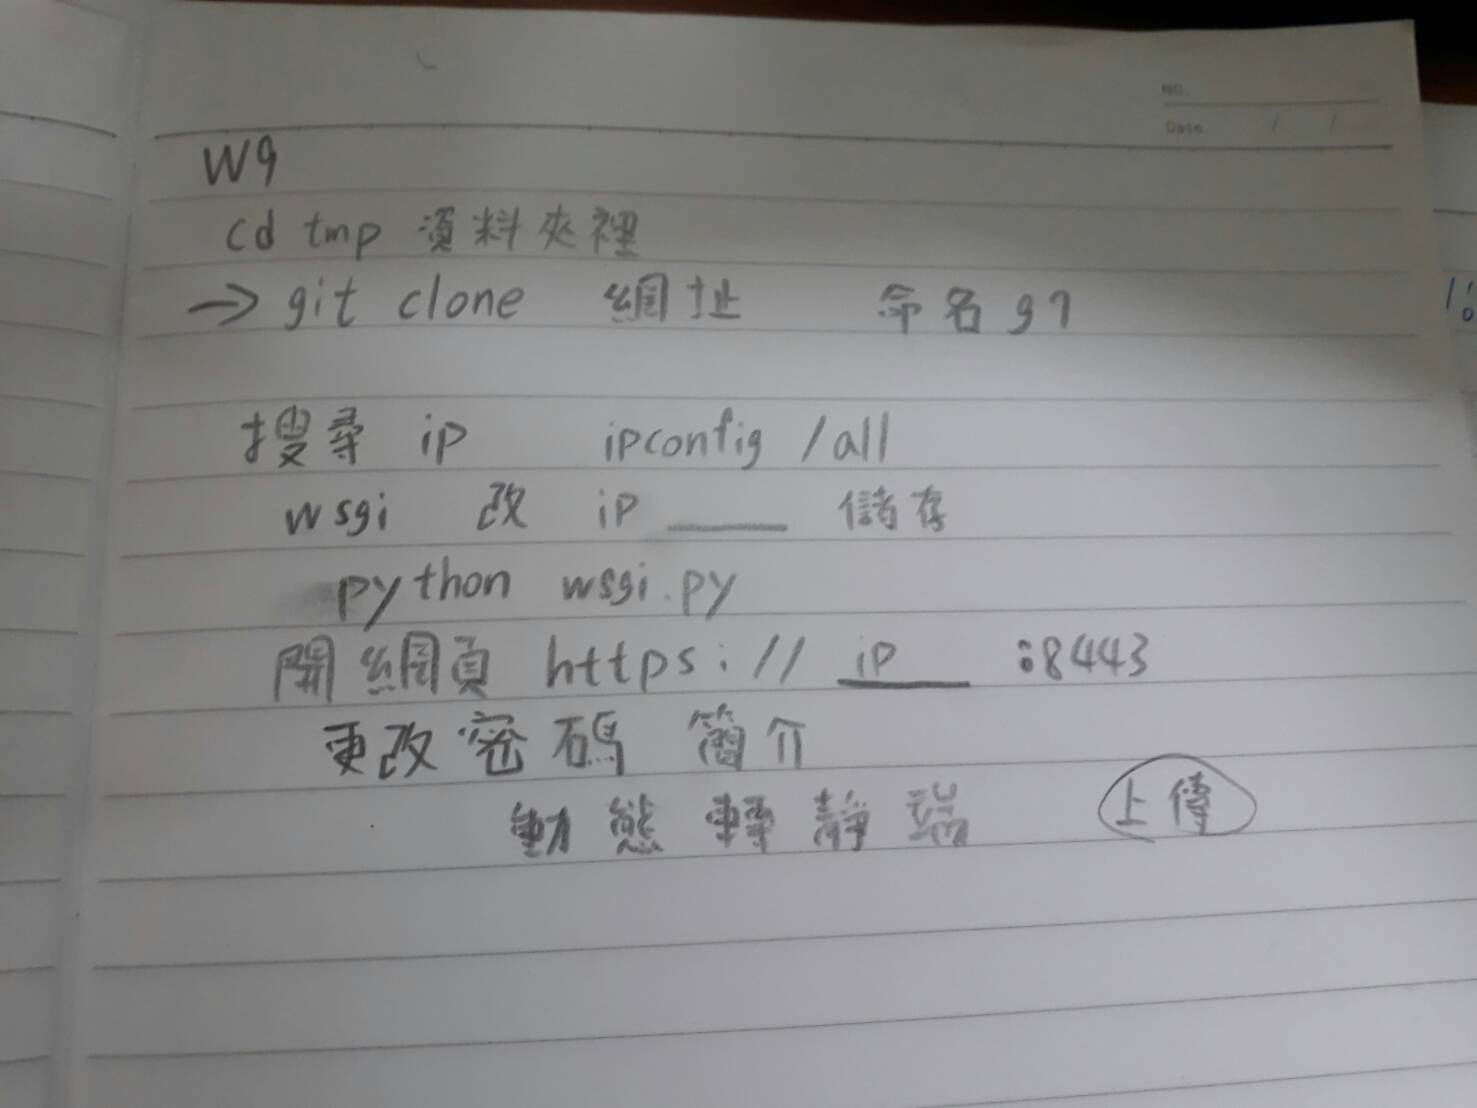 NO.
Date / /
W9
cd tmp 資料夾裡
→ git clone 網址 命名 g7
搜尋 ip ipconfig /all
wsgi 改 ip ____ 儲存
python wsgi.py
開網頁 https:// ip :8443
更改密碼 簡介
動態轉靜端 上傳